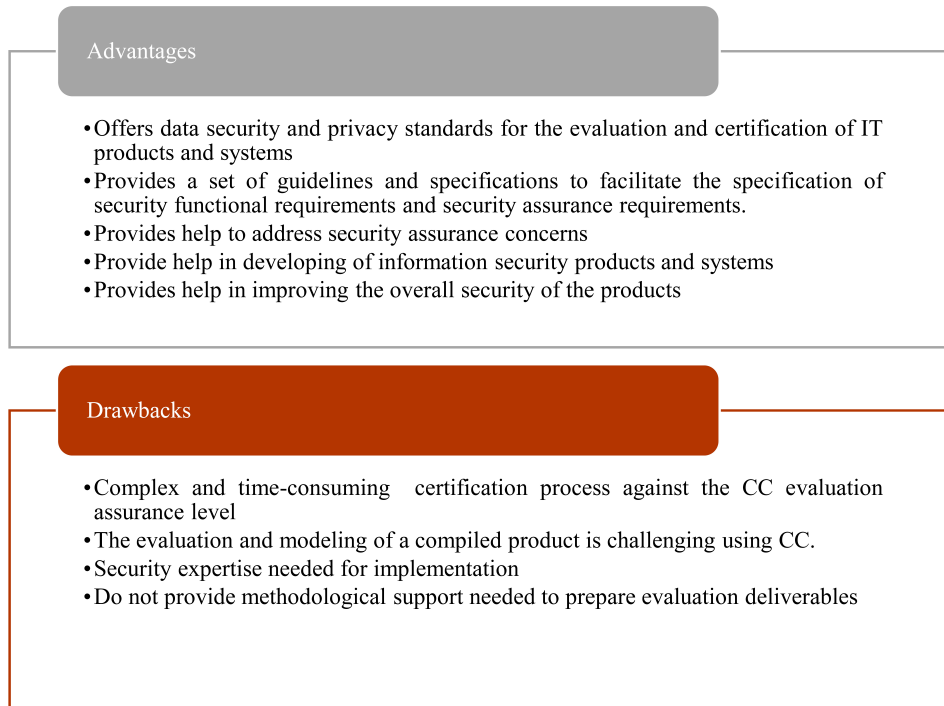 Advantages
•Offers data security and privacy standards for the evaluation and certification of IT
products and systems
•Provides a set of guidelines and specifications to facilitate the specification of
security functional requirements and security assurance requirements.
•Provides help to address security assurance concerns
•Provide help in developing of information security products and systems
•Provides help in improving the overall security of the products
Drawbacks
•Complex and time-consuming certification process against the CC evaluation
assurance level
•The evaluation and modeling of a compiled product is challenging using CC.
•Security expertise needed for implementation
•Do not provide methodological support needed to prepare evaluation deliverables